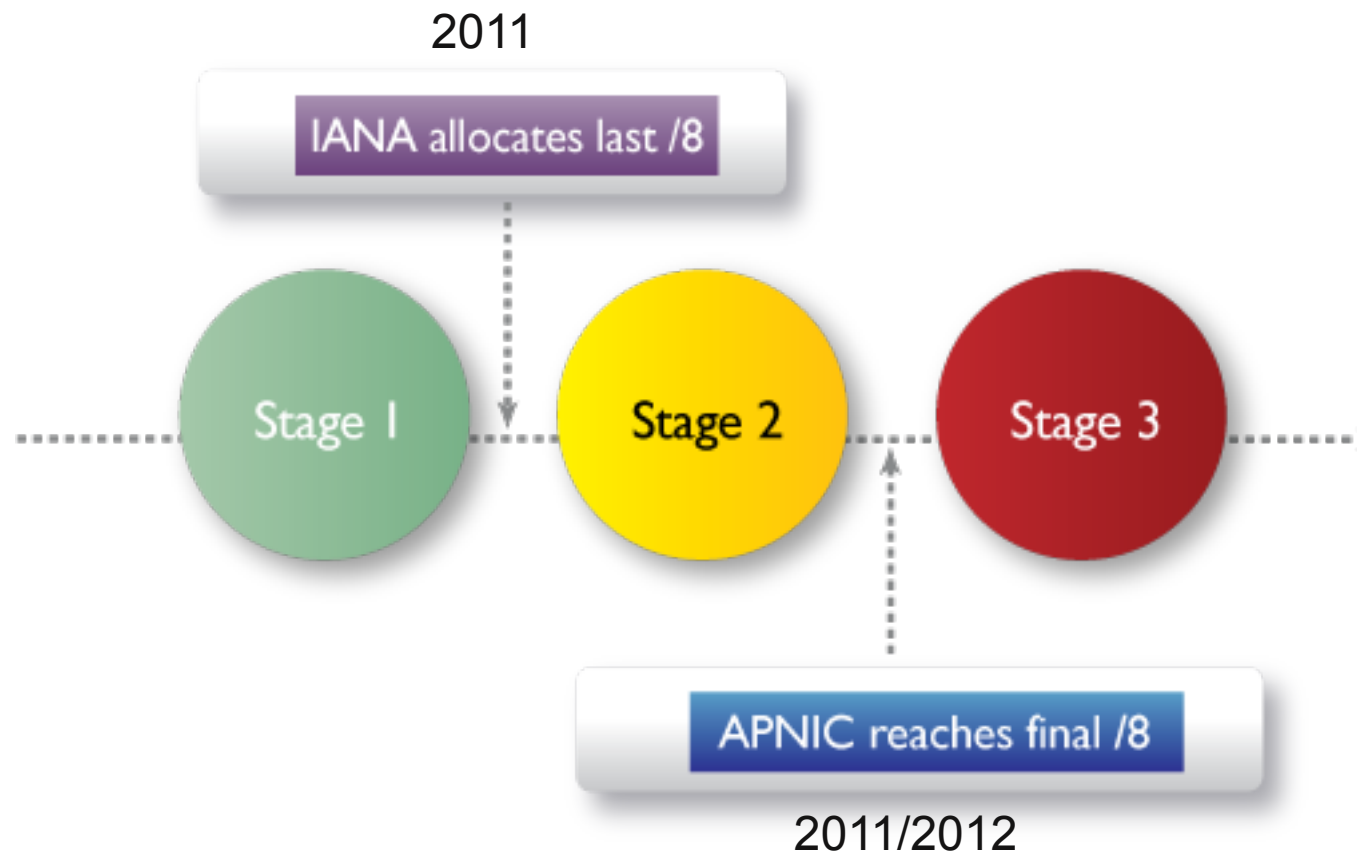 2011
IANA allocates last /8
Stage 1
Stage 2
Stage 3
APNIC reaches final /8
2011/2012